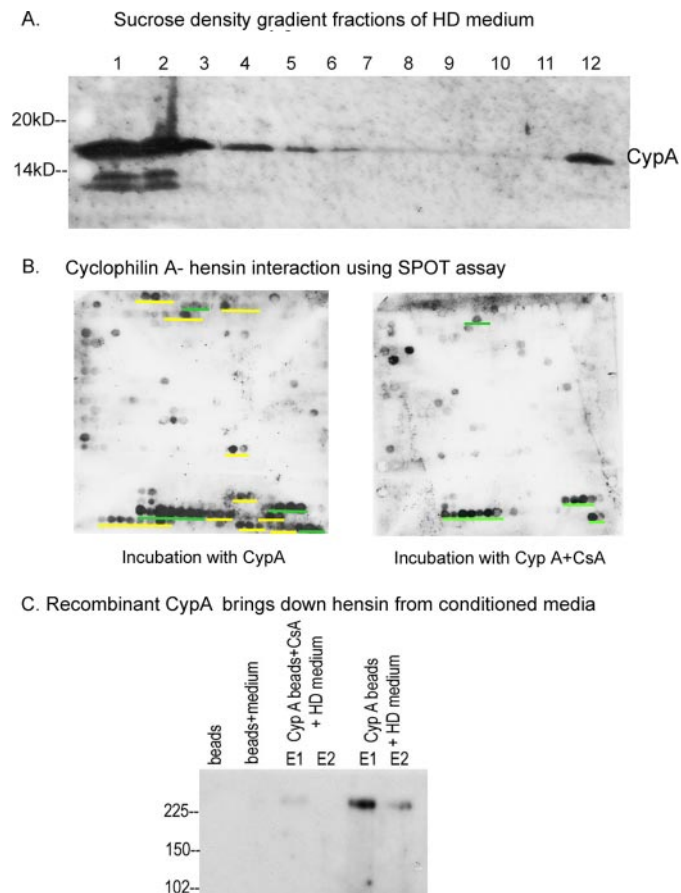 A. Sucrose density gradient fractions of HD medium
1 2 3 4 5 6 7 8 9 10 11 12
20kD--
14kD--
CypA
B. Cyclophilin A- hensin interaction using SPOT assay
Incubation with CypA
Incubation with Cyp A+CsA
C. Recombinant CypA brings down hensin from conditioned media
beads
beads+medium
Cyp A beads+CsA
+ HD medium
E1 E2
Cyp A beads
+ HD medium
E1 E2
225--
150--
102--